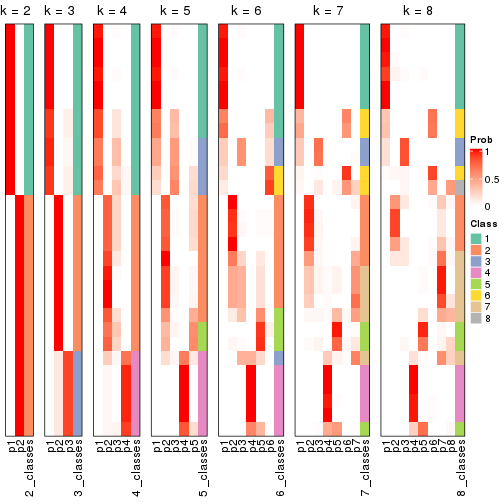 k = 2
k = 3
k = 4
k = 5
k = 6
k = 7
k = 8
Prob
1
0.5
0
Class
1
2
3
4
5
6
7
8
p1
p2
2_classes
p1
p2
p3
3_classes
p1
p2
p3
p4
4_classes
p1
p2
p3
p4
p5
5_classes
p1
p2
p3
p4
p5
p6
6_classes
p1
p2
p3
p4
p5
p6
p7
7_classes
p1
p2
p3
p4
p5
p6
p7
p8
8_classes